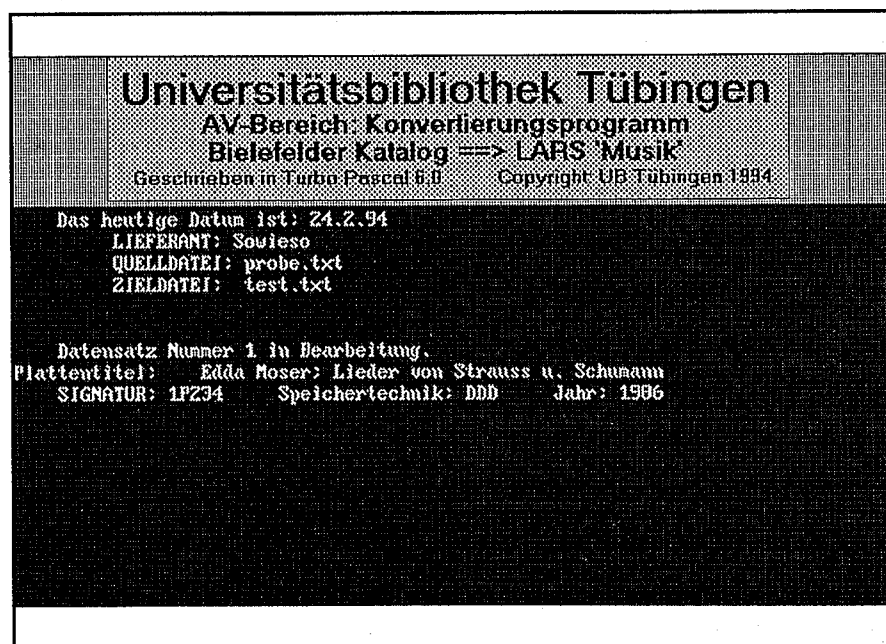 Universitätsbibliothek Tübingen
AV-Bereich: Konvertierungsprogramm
Bielefelder Katalog ==> LARS 'Musik'
Geschrieben in Turbo Pascal 6.0 Copyright: UB Tübingen 1994
Das heutige Datum ist: 24.2.94
LIEFERANT: Sowieso
QUELLDATEI: probe.txt
ZIELDATEI: test.txt
Datensatz Nummer 1 in Bearbeitung.
Plattentitel: Edda Moser: Lieder von Strauss u. Schumann
SIGNATUR: 1P234 Speichertechnik: DDD Jahr: 1986